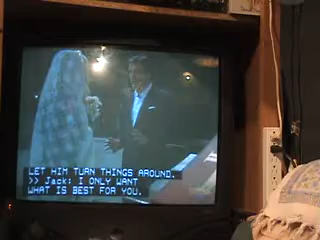 LET HIM TURN THINGS AROUND.
>> Jack: I ONLY WANT
WHAT IS BEST FOR YOU.